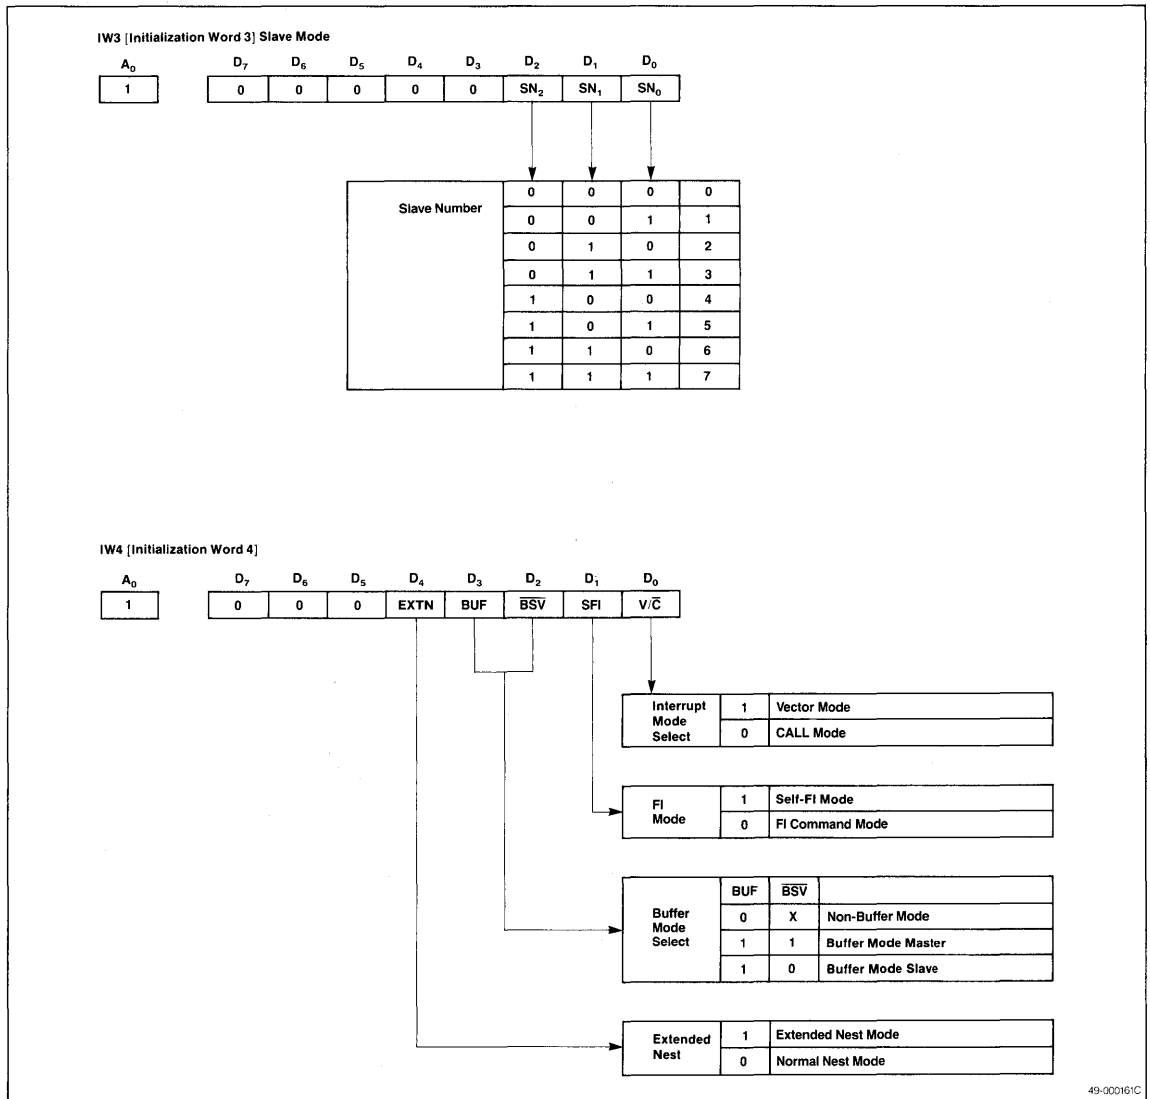 IW3 [Initialization Word 3] Slave Mode
A0 D7 D6 D5 D4 D3 D2 D1 D0
1 0 0 0 0 0 SN2 SN1 SN0
Slave Number
0 0 0 0
0 0 1 1
0 1 0 2
0 1 1 3
1 0 0 4
1 0 1 5
1 1 0 6
1 1 1 7
IW4 [Initialization Word 4]
A0 D7 D6 D5 D4 D3 D2 D1 D0
1 0 0 0 EXTN BUF B̅S̅V̅ SFI V/C̅
Interrupt
Mode
Select
1 Vector Mode
0 CALL Mode
FI
Mode
1 Self-FI Mode
0 FI Command Mode
Buffer
Mode
Select
BUF B̅S̅V̅
0 X Non-Buffer Mode
1 1 Buffer Mode Master
1 0 Buffer Mode Slave
Extended
Nest
1 Extended Nest Mode
0 Normal Nest Mode
49-000161C